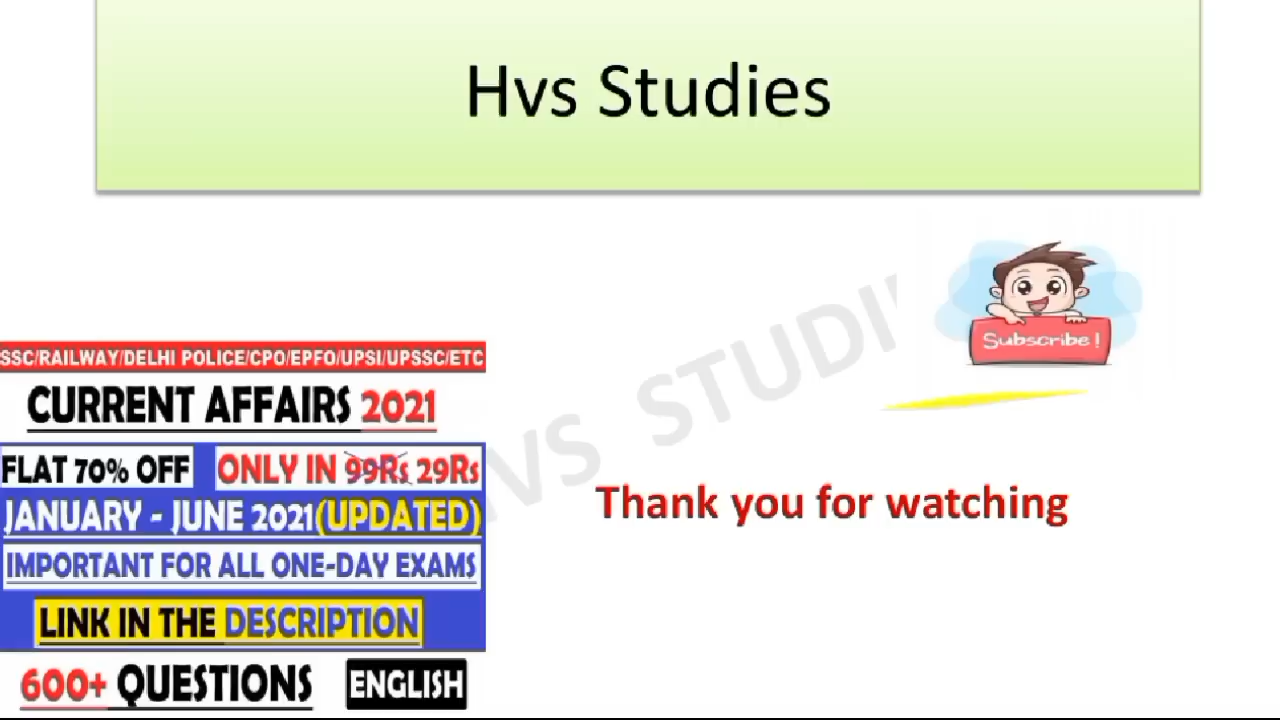 Hvs Studies
Subscribe!
HVS STUDI
SSC/RAILWAY/DELHI POLICE/CPO/EPFO/UPSI/UPSSC/ETC
CURRENT AFFAIRS 2021
FLAT 70% OFF ONLY IN 99Rs 29Rs
JANUARY - JUNE 2021(UPDATED)
IMPORTANT FOR ALL ONE-DAY EXAMS
LINK IN THE DESCRIPTION
600+ QUESTIONS ENGLISH
Thank you for watching